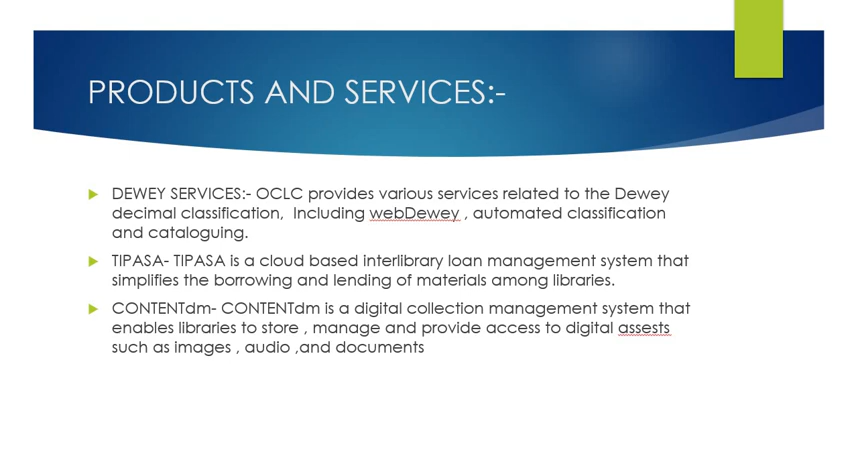 PRODUCTS AND SERVICES:-
DEWEY SERVICES:- OCLC provides various services related to the Dewey
decimal classification,  Including webDewey , automated classification
and cataloguing.
TIPASA- TIPASA is a cloud based interlibrary loan management system that
simplifies the borrowing and lending of materials among libraries.
CONTENTdm- CONTENTdm is a digital collection management system that
enables libraries to store , manage and provide access to digital assests
such as images , audio ,and documents